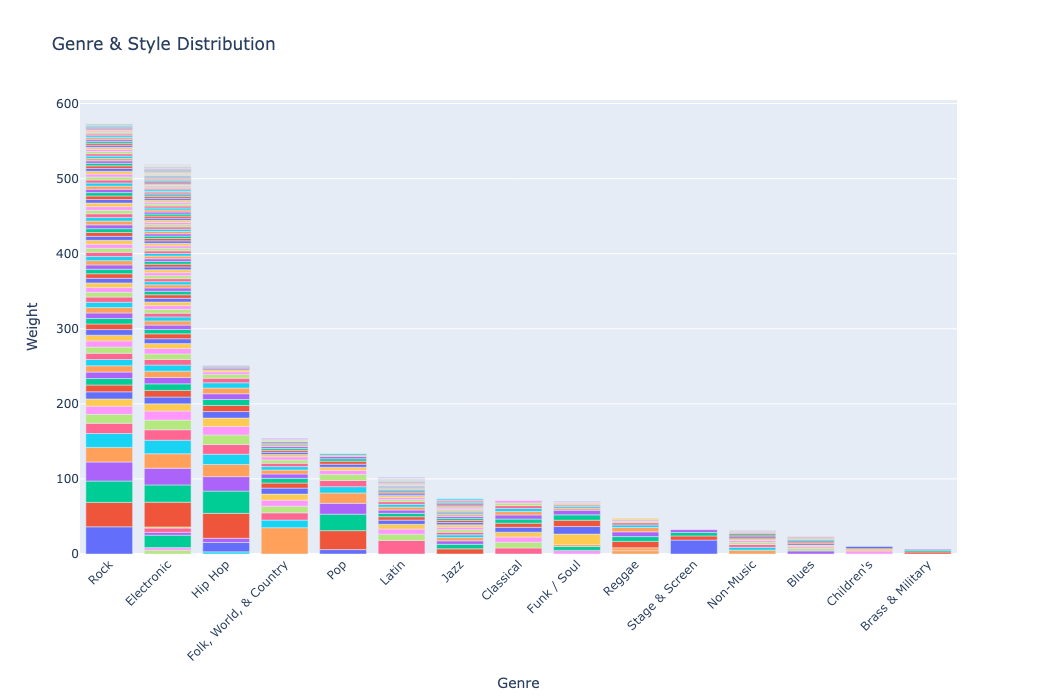 Genre & Style Distribution
600
500
400
300
200
100
0
Weight
Rock
Electronic
Hip Hop
Folk, World, & Country
Pop
Latin
Jazz
Classical
Funk / Soul
Reggae
Stage & Screen
Non-Music
Blues
Children's
Brass & Military
Genre